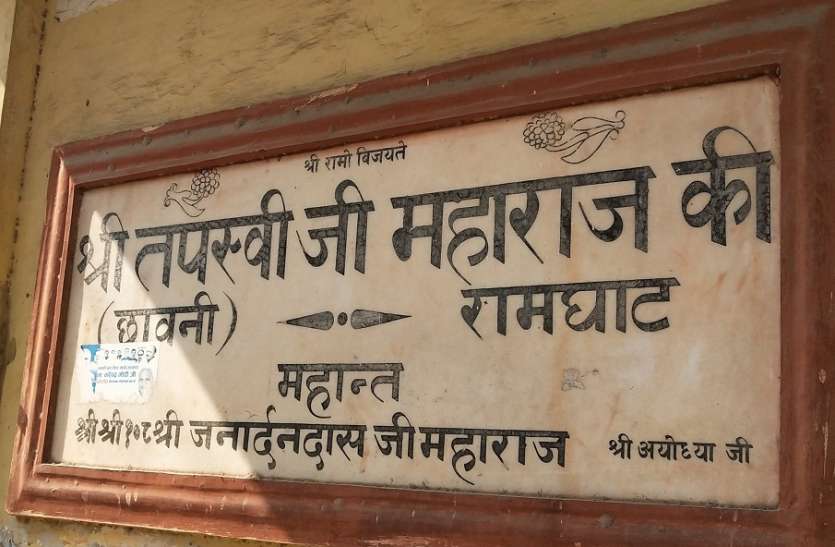 श्री रामो विजयते
श्री तपस्वी जी महाराज की
(छावनी) रामघाट
महान्त
श्री श्री १०८ श्री जनार्दनदास जी महाराज श्री अयोध्या जी